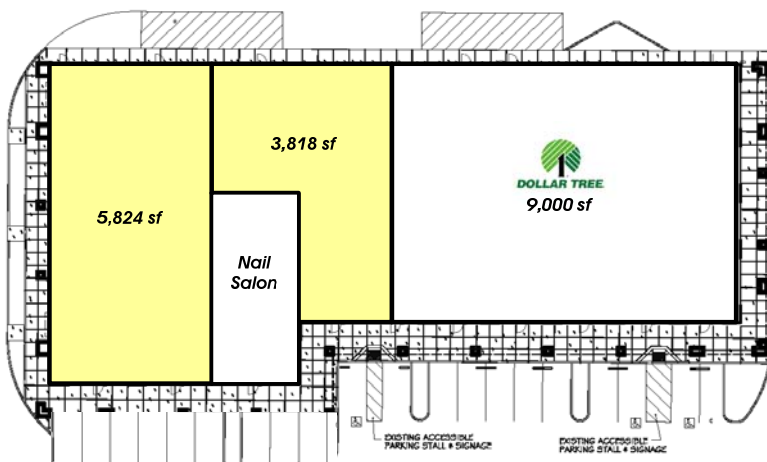 3,818 sf
DOLLAR TREE
9,000 sf
5,824 sf
Nail
Salon
EXISTING ACCESSIBLE
PARKING STALL & SIGNAGE
EXISTING ACCESSIBLE
PARKING STALL & SIGNAGE